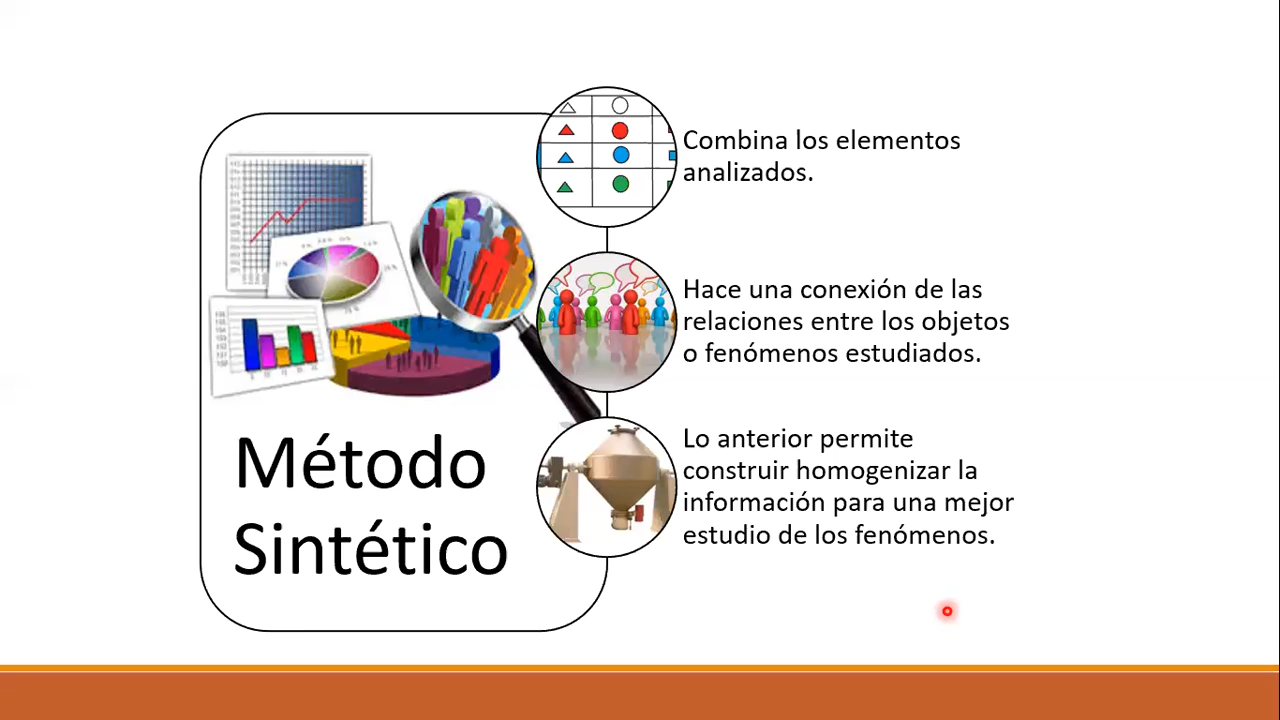 Método
Sintético
Combina los elementos
analizados.
Hace una conexión de las
relaciones entre los objetos
o fenómenos estudiados.
Lo anterior permite
construir homogenizar la
información para una mejor
estudio de los fenómenos.